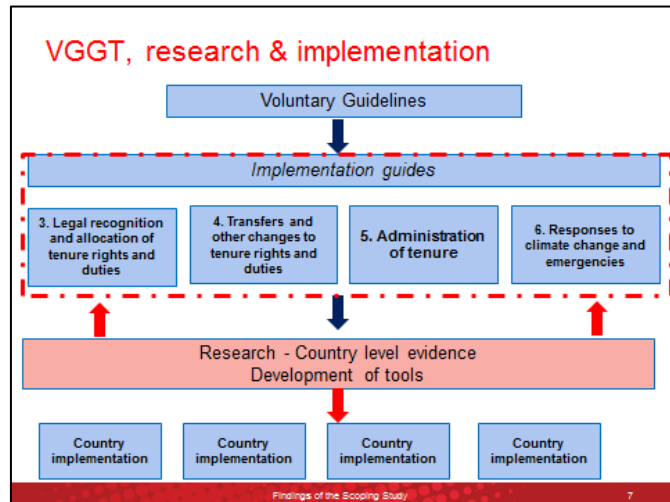 VGGT, research & implementation
Voluntary Guidelines
Implementation guides
3. Legal recognition
and allocation of
tenure rights and
duties
4. Transfers and
other changes to
tenure rights and
duties
5. Administration
of tenure
6. Responses to
climate change and
emergencies
Research - Country level evidence
Development of tools
Country
implementation
Country
implementation
Country
implementation
Country
implementation
Findings of the Scoping Study
7